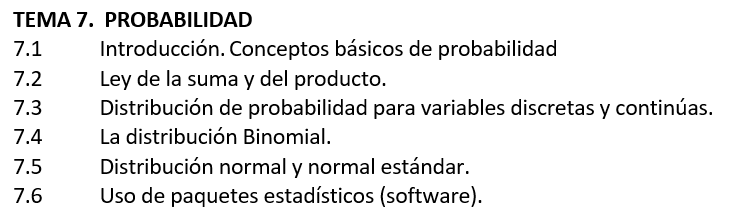 TEMA 7. PROBABILIDAD
7.1 Introducción. Conceptos básicos de probabilidad
7.2 Ley de la suma y del producto.
7.3 Distribución de probabilidad para variables discretas y continúas.
7.4 La distribución Binomial.
7.5 Distribución normal y normal estándar.
7.6 Uso de paquetes estadísticos (software).